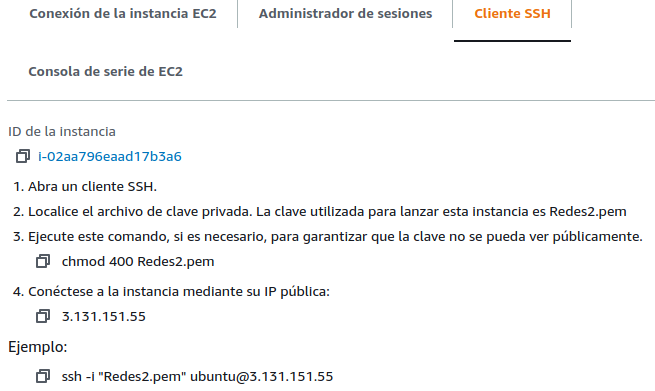 Conexión de la instancia EC2 Administrador de sesiones Cliente SSH
Consola de serie de EC2
ID de la instancia
i-02aa796eaad17b3a6
1. Abra un cliente SSH.
2. Localice el archivo de clave privada. La clave utilizada para lanzar esta instancia es Redes2.pem
3. Ejecute este comando, si es necesario, para garantizar que la clave no se pueda ver públicamente.
chmod 400 Redes2.pem
4. Conéctese a la instancia mediante su IP pública:
3.131.151.55
Ejemplo:
ssh -i "Redes2.pem" ubuntu@3.131.151.55